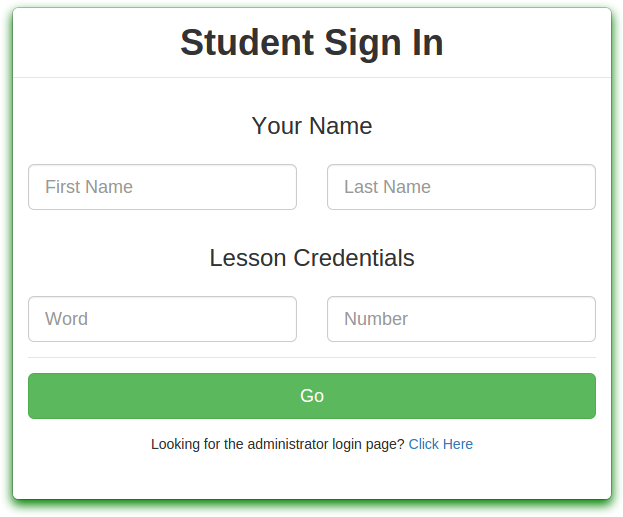 Student Sign In
Your Name
First Name Last Name
Lesson Credentials
Word Number
Go
Looking for the administrator login page? Click Here